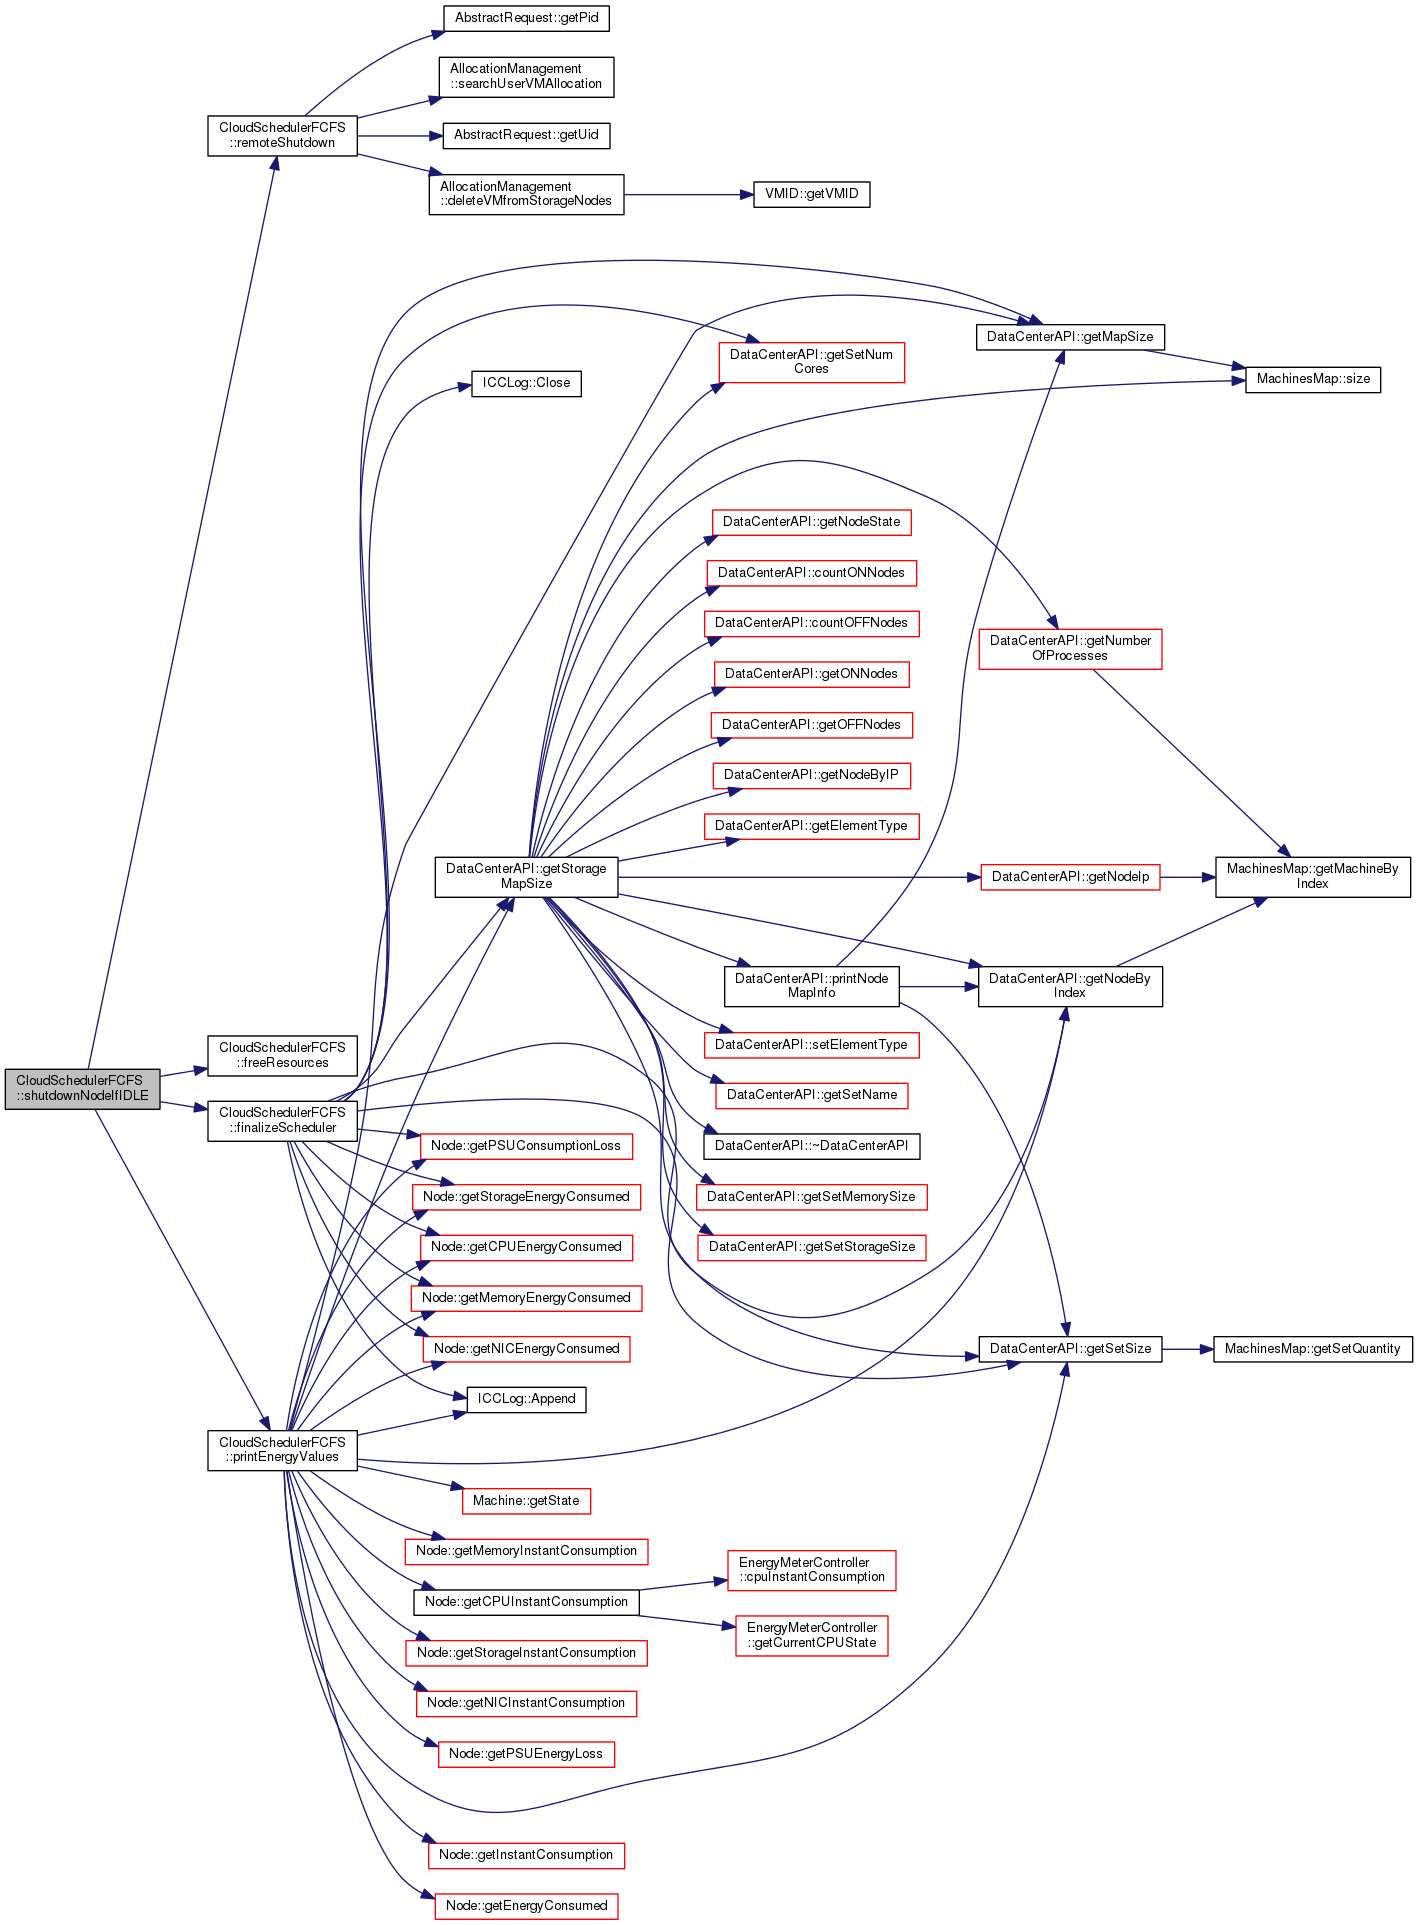 AbstractRequest::getPid
AllocationManagement
::searchUserVMAllocation
CloudSchedulerFCFS
::remoteShutdown
AbstractRequest::getUid
AllocationManagement
::deleteVMfromStorageNodes
VMID::getVMID
DataCenterAPI::getMapSize
DataCenterAPI::getSetNum
Cores
ICCLog::Close
MachinesMap::size
DataCenterAPI::getNodeState
DataCenterAPI::countONNodes
DataCenterAPI::countOFFNodes
DataCenterAPI::getNumber
OfProcesses
DataCenterAPI::getONNodes
DataCenterAPI::getOFFNodes
DataCenterAPI::getNodeByIP
DataCenterAPI::getElementType
DataCenterAPI::getStorage
MapSize
DataCenterAPI::getNodeIp
MachinesMap::getMachineBy
Index
DataCenterAPI::printNode
MapInfo
DataCenterAPI::getNodeBy
Index
DataCenterAPI::setElementType
CloudSchedulerFCFS
::freeResources
CloudSchedulerFCFS
::shutdownNodeIfIDLE
DataCenterAPI::getSetName
CloudSchedulerFCFS
::finalizeScheduler
Node::getPSUConsumptionLoss
DataCenterAPI::~DataCenterAPI
Node::getStorageEnergyConsumed
DataCenterAPI::getSetMemorySize
Node::getCPUEnergyConsumed
DataCenterAPI::getSetStorageSize
Node::getMemoryEnergyConsumed
Node::getNICEnergyConsumed
DataCenterAPI::getSetSize
MachinesMap::getSetQuantity
ICCLog::Append
CloudSchedulerFCFS
::printEnergyValues
Machine::getState
Node::getMemoryInstantConsumption
EnergyMeterController
::cpuInstantConsumption
Node::getCPUInstantConsumption
EnergyMeterController
::getCurrentCPUState
Node::getStorageInstantConsumption
Node::getNICInstantConsumption
Node::getPSUEnergyLoss
Node::getInstantConsumption
Node::getEnergyConsumed